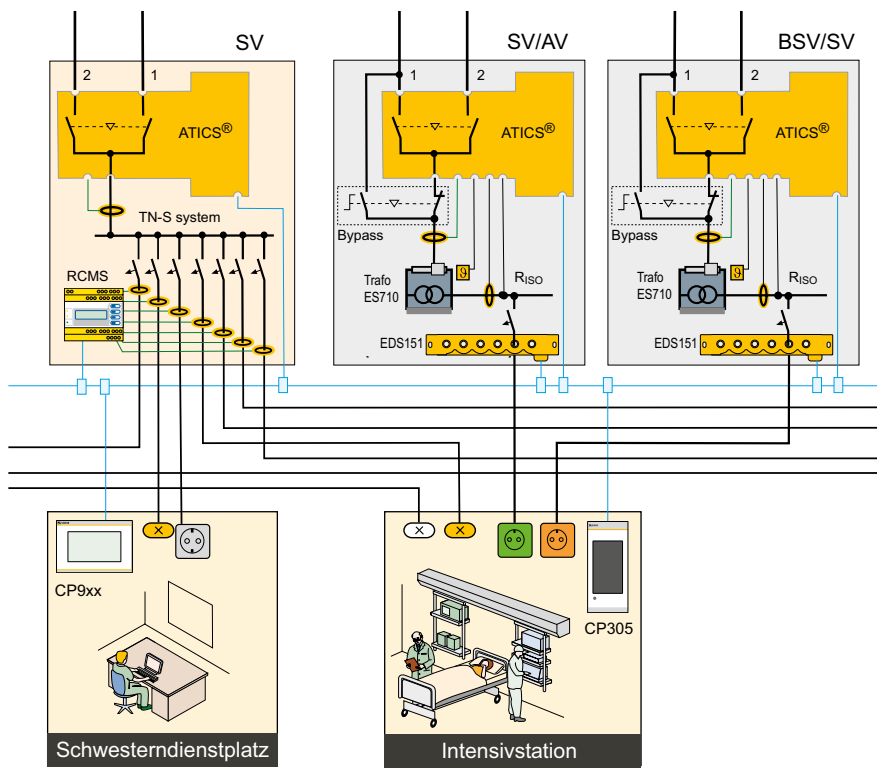 SV
2 1
ATICS®
TN-S system
RCMS
SV/AV
1 2
ATICS®
Bypass
Trafo
ES710
ϑ
RISO
EDS151
BSV/SV
1 2
ATICS®
Bypass
Trafo
ES710
ϑ
RISO
EDS151
CP9xx
Schwesterndienstplatz
CP305
Intensivstation